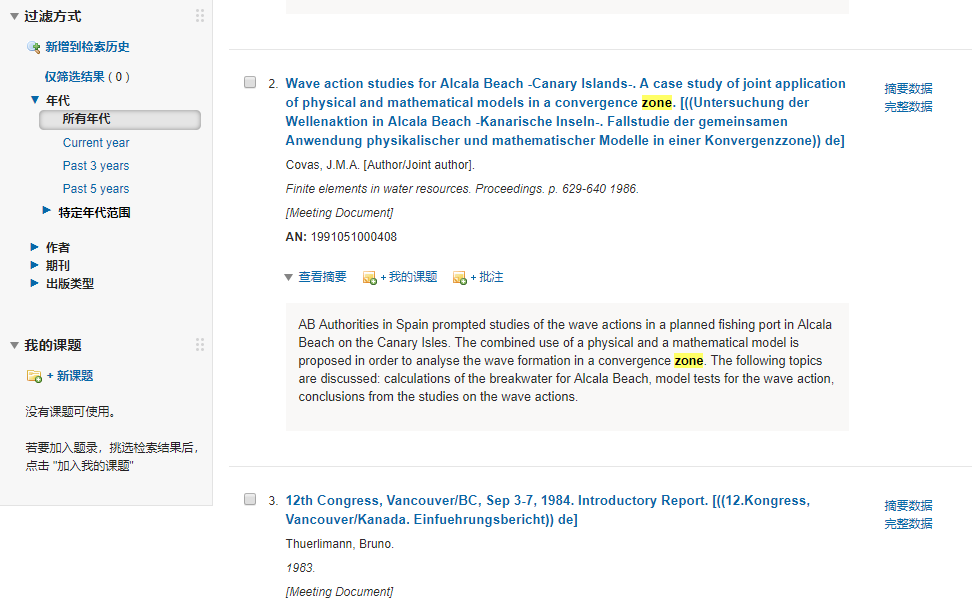 过滤方式
新增到检索历史
仅筛选结果 ( 0 )
年代
所有年代
Current year
Past 3 years
Past 5 years
特定年代范围
作者
期刊
出版类型
我的课题
+ 新课题
没有课题可使用。
若要加入题录，挑选检索结果后，
点击 "加入我的课题"
2. Wave action studies for Alcala Beach -Canary Islands-. A case study of joint application
of physical and mathematical models in a convergence zone. [((Untersuchung der
Wellenaktion in Alcala Beach -Kanarische Inseln-. Fallstudie der gemeinsamen
Anwendung physikalischer und mathematischer Modelle in einer Konvergenzzone)) de]
Covas, J.M.A. [Author/Joint author].
Finite elements in water resources. Proceedings. p. 629-640 1986.
[Meeting Document]
AN: 1991051000408
查看摘要 + 我的课题 + 批注
AB Authorities in Spain prompted studies of the wave actions in a planned fishing port in Alcala
Beach on the Canary Isles. The combined use of a physical and a mathematical model is
proposed in order to analyse the wave formation in a convergence zone. The following topics
are discussed: calculations of the breakwater for Alcala Beach, model tests for the wave action,
conclusions from the studies on the wave actions.
摘要数据
完整数据
3. 12th Congress, Vancouver/BC, Sep 3-7, 1984. Introductory Report. [((12.Kongress,
Vancouver/Kanada. Einfuehrungsbericht)) de]
Thuerlimann, Bruno.
1983.
[Meeting Document]
摘要数据
完整数据